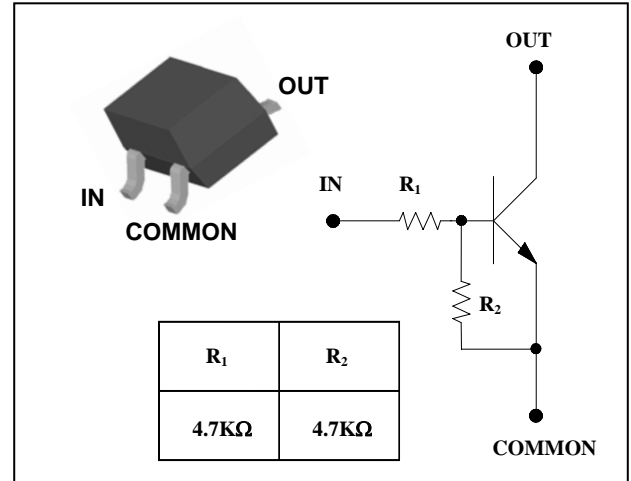 OUT
IN
COMMON
OUT
IN
R₁
R₂
COMMON
R₁ R₂
4.7KΩ 4.7KΩ